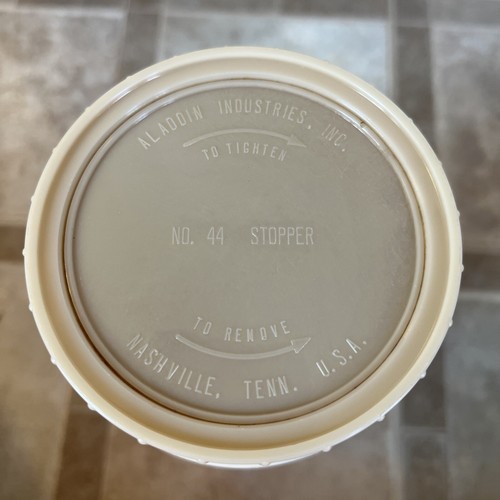 ALADDIN INDUSTRIES, INC.
TO TIGHTEN
NO. 44 STOPPER
TO REMOVE
NASHVILLE, TENN. U.S.A.